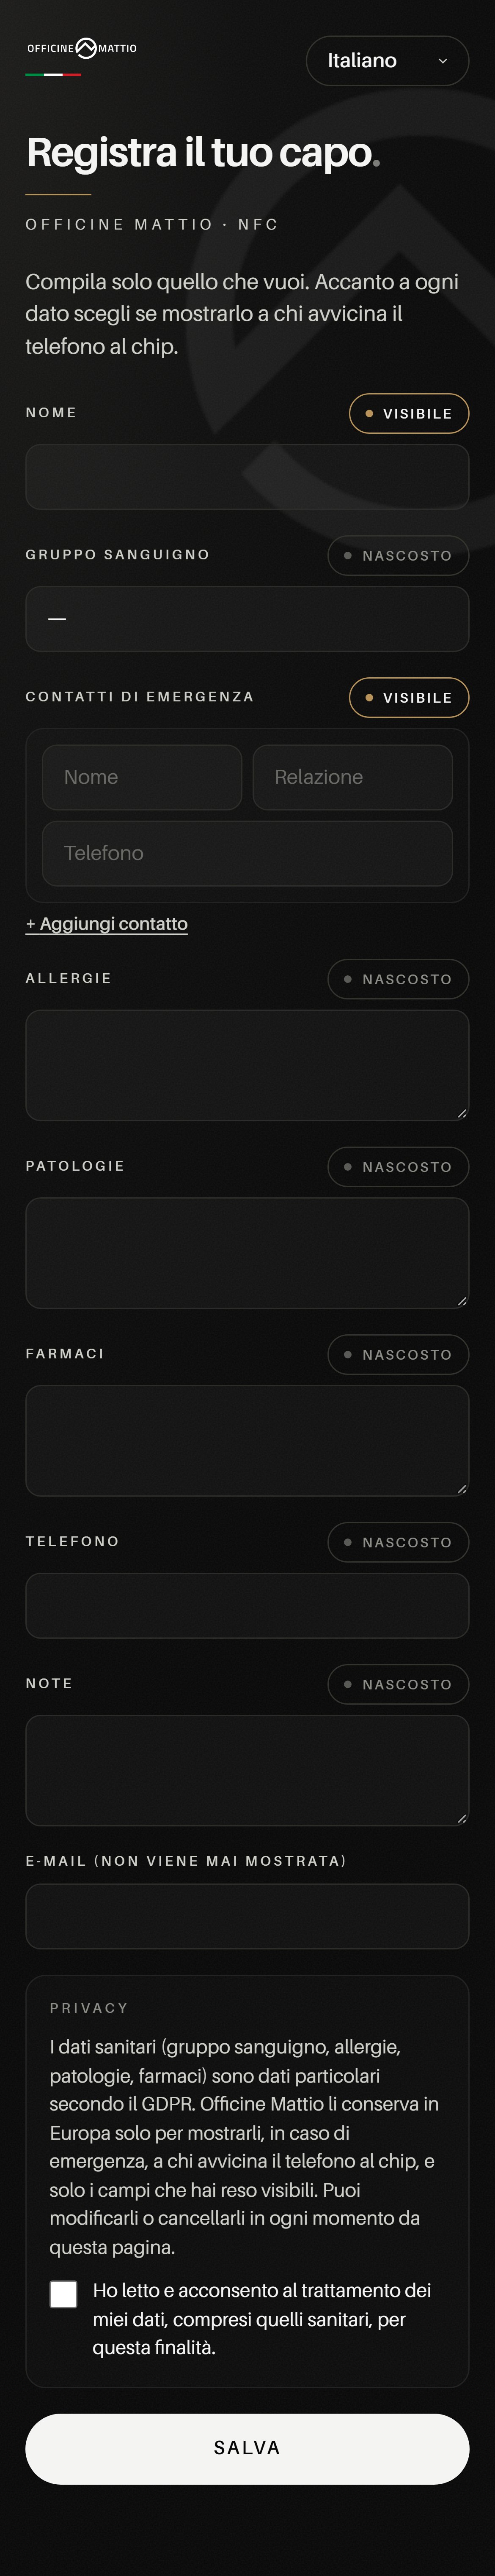 OFFICINE MATTIO
Italiano
Registra il tuo capo.
OFFICINE MATTIO · NFC
Compila solo quello che vuoi. Accanto a ogni
dato scegli se mostrarlo a chi avvicina il
telefono al chip.
NOME
VISIBILE
GRUPPO SANGUIGNO
NASCOSTO
—
CONTATTI DI EMERGENZA
VISIBILE
Nome
Relazione
Telefono
+ Aggiungi contatto
ALLERGIE
NASCOSTO
PATOLOGIE
NASCOSTO
FARMACI
NASCOSTO
TELEFONO
NASCOSTO
NOTE
NASCOSTO
E-MAIL (NON VIENE MAI MOSTRATA)
PRIVACY
I dati sanitari (gruppo sanguigno, allergie,
patologie, farmaci) sono dati particolari
secondo il GDPR. Officine Mattio li conserva in
Europa solo per mostrarli, in caso di
emergenza, a chi avvicina il telefono al chip, e
solo i campi che hai reso visibili. Puoi
modificarli o cancellarli in ogni momento da
questa pagina.
Ho letto e acconsento al trattamento dei
miei dati, compresi quelli sanitari, per
questa finalità.
SALVA